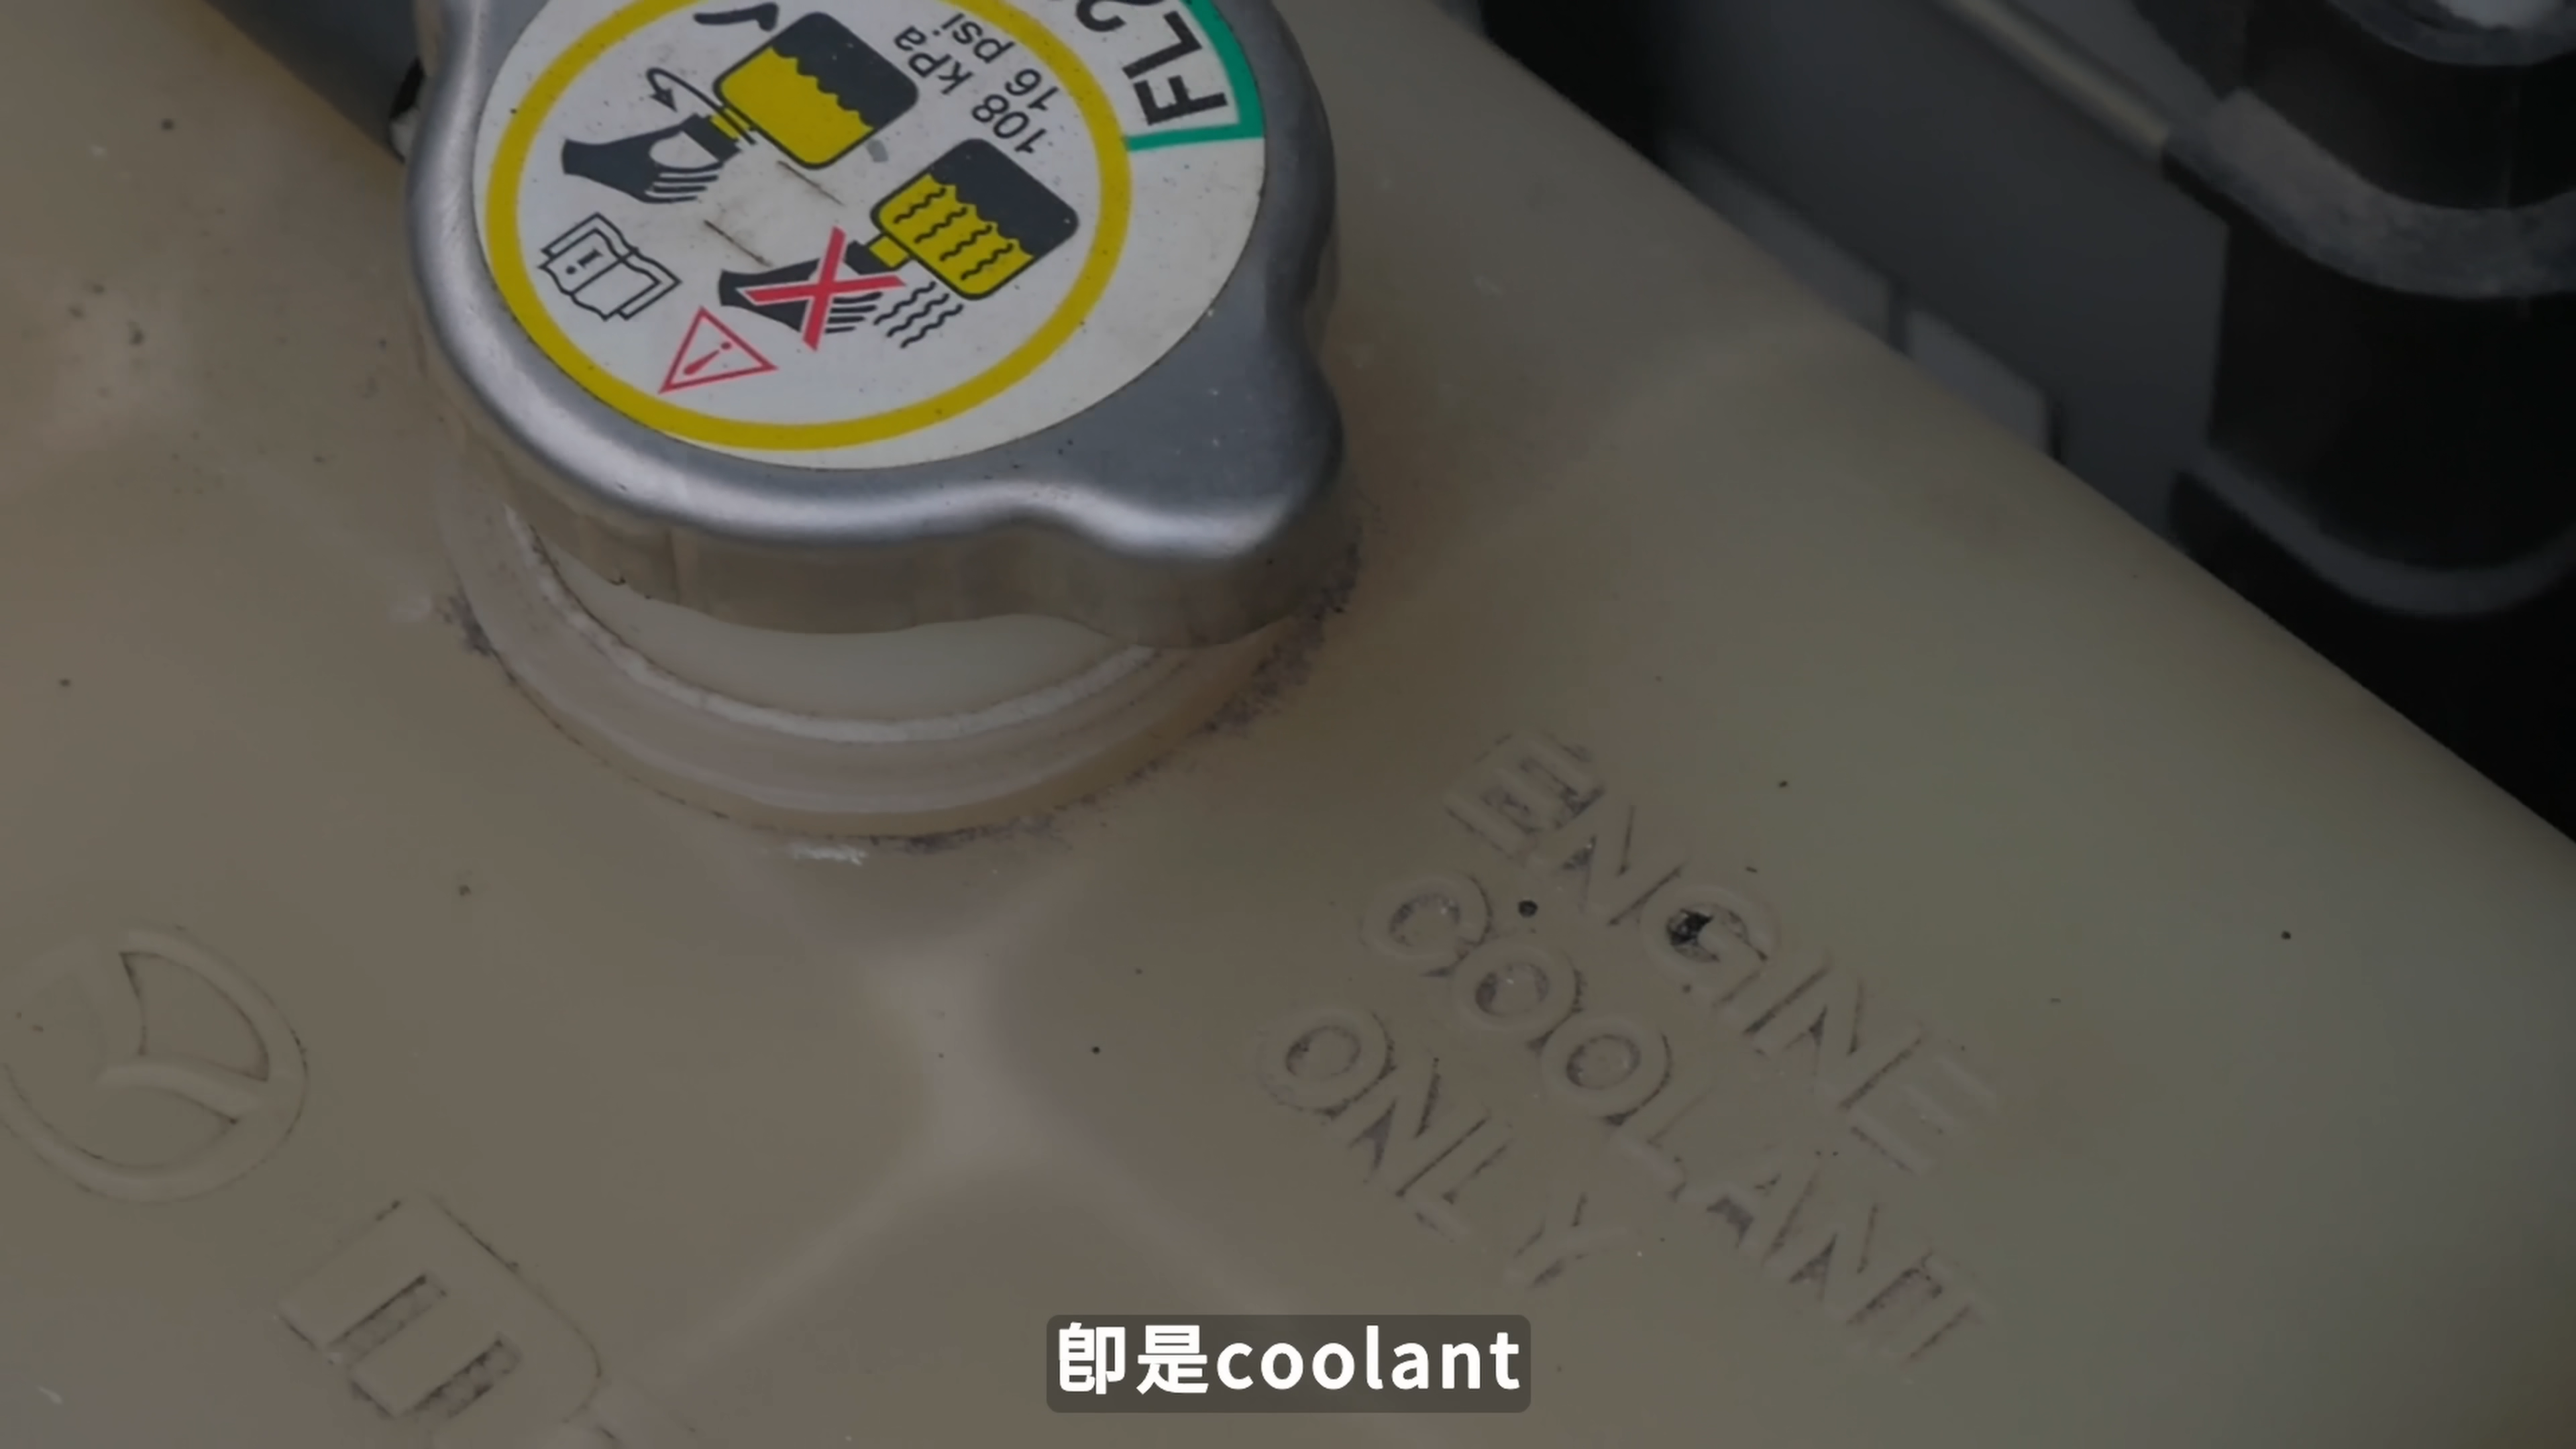 FL2
108 kPa
16 psi
ENGINE
COOLANT
ONLY
即是coolant